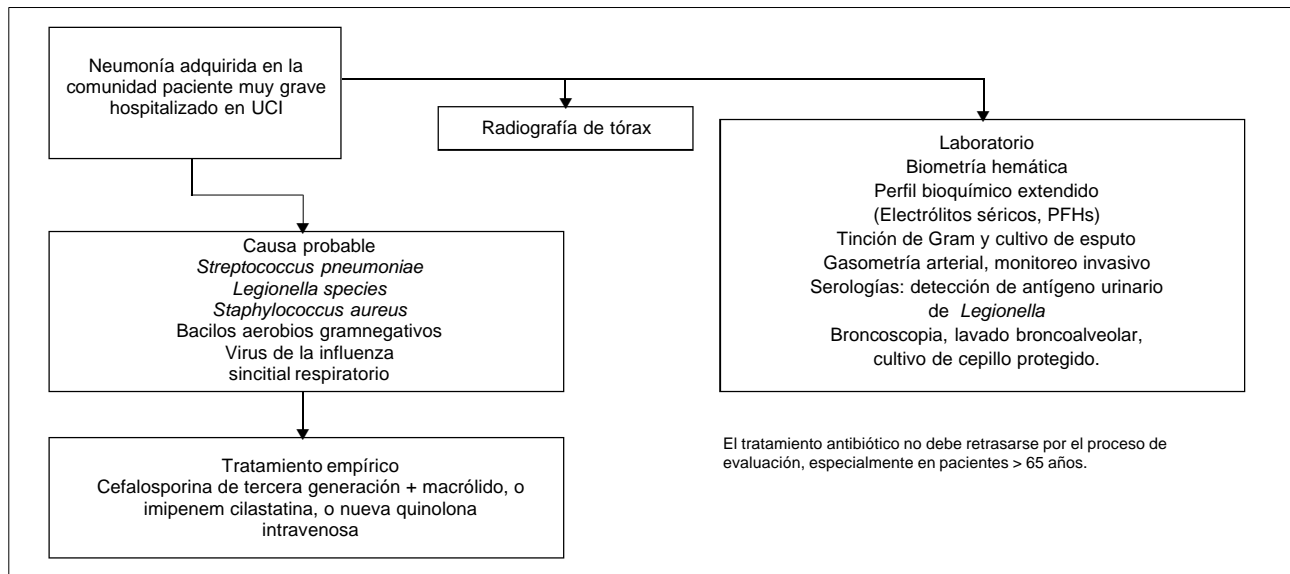 Neumonía adquirida en la
comunidad paciente muy grave
hospitalizado en UCI
Radiografía de tórax
Laboratorio
Biometría hemática
Perfil bioquímico extendido
(Electrólitos séricos, PFHs)
Tinción de Gram y cultivo de esputo
Gasometría arterial, monitoreo invasivo
Serologías: detección de antígeno urinario
de Legionella
Broncoscopia, lavado broncoalveolar,
cultivo de cepillo protegido.
Causa probable
Streptococcus pneumoniae
Legionella species
Staphylococcus aureus
Bacilos aerobios gramnegativos
Virus de la influenza
sincitial respiratorio
Tratamiento empírico
Cefalosporina de tercera generación + macrólido, o
imipenem cilastatina, o nueva quinolona
intravenosa
El tratamiento antibiótico no debe retrasarse por el proceso de
evaluación, especialmente en pacientes > 65 años.